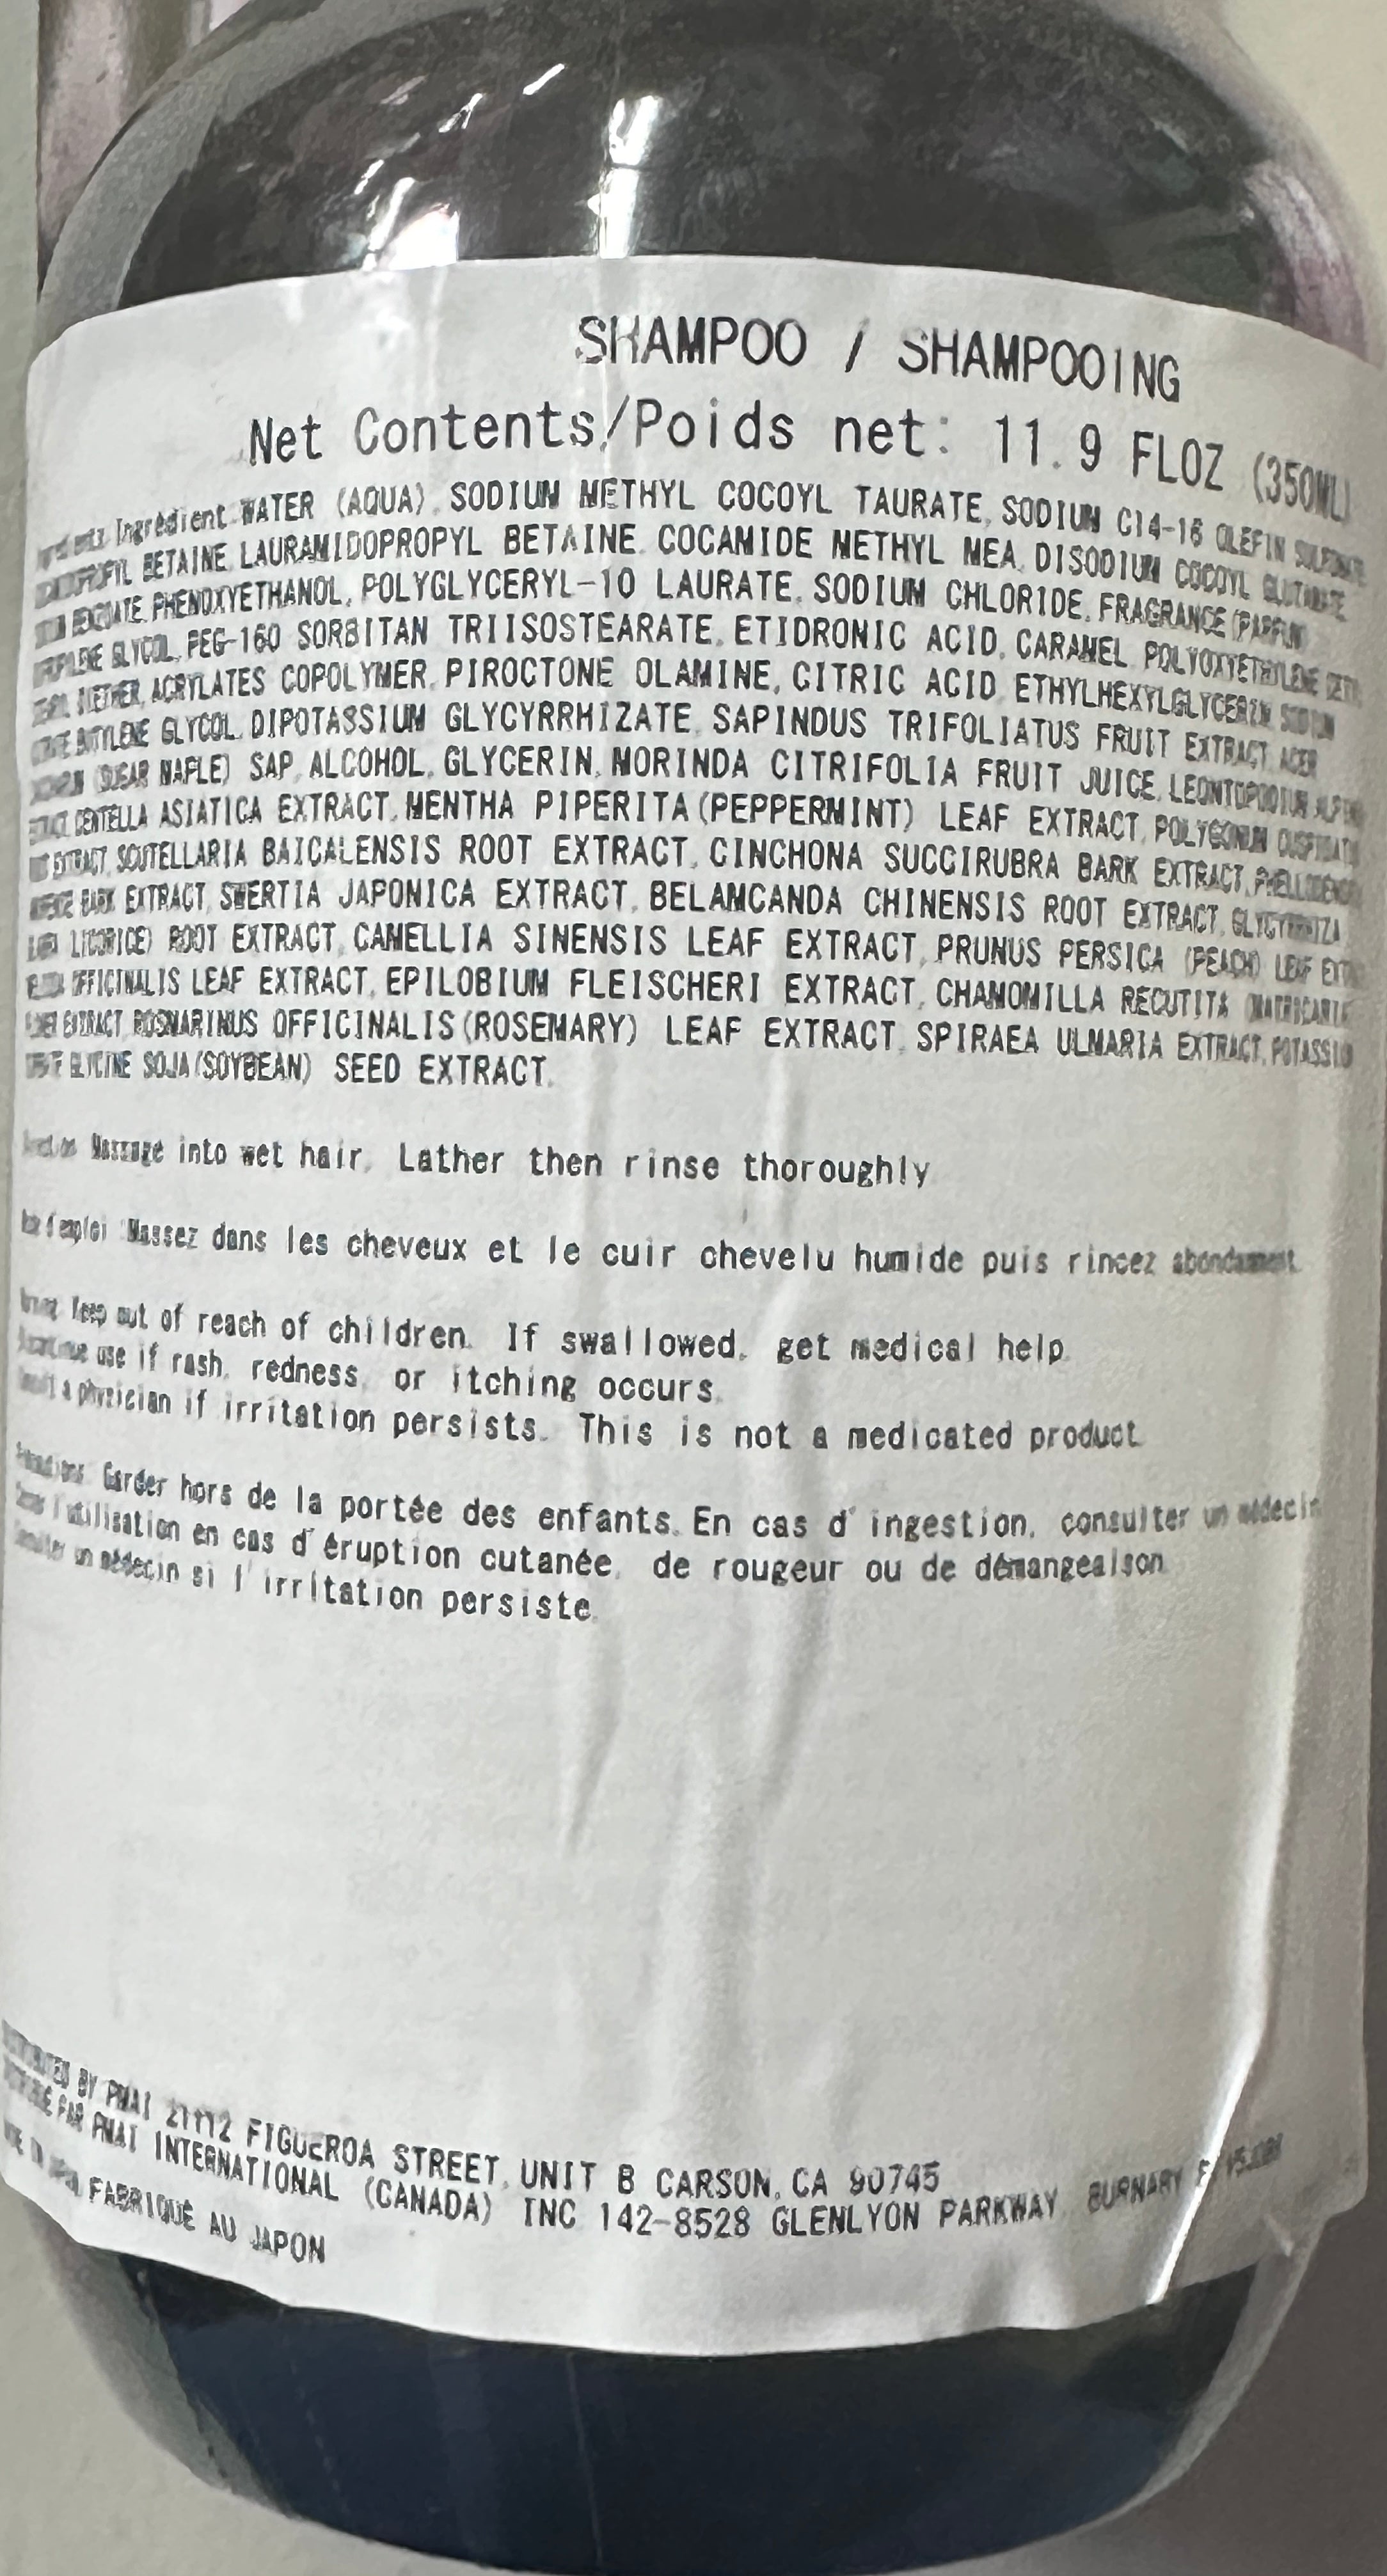 SHAMPOO / SHAMPOOING
Net Contents/Poids net: 11.9 FLOZ (350ML)
Ingrédient:WATER (AQUA), SODIUM METHYL COCOYL TAURATE, SODIUM C14-16 OLEFIN
BETAINE, LAURAMIDOPROPYL BETAINE, COCAMIDE METHYL MEA, DISODIUM COCOYL
PHENOXYETHANOL, POLYGLYCERYL-10 LAURATE, SODIUM CHLORIDE, FRAGRANCE(PARFUM)
GLYCOL, PEG-160 SORBITAN TRIISOSTEARATE, ETIDRONIC ACID, CARAMEL, POLYOXYETHYLENE
ACRYLATES COPOLYMER, PIROCTONE OLAMINE, CITRIC ACID, ETHYLHEXYLGLYCERIN,
GLYCOL, DIPOTASSIUM GLYCYRRHIZATE, SAPINDUS TRIFOLIATUS FRUIT EXTRACT, ACER
(SUGAR MAPLE) SAP, ALCOHOL, GLYCERIN, MORINDA CITRIFOLIA FRUIT JUICE,
CENTELLA ASIATICA EXTRACT, MENTHA PIPERITA(PEPPERMINT) LEAF EXTRACT, POLYGONUM
EXTRACT, SCUTELLARIA BAICALENSIS ROOT EXTRACT, CINCHONA SUCCIRUBRA BARK EXTRACT,
BARK EXTRACT, SWERTIA JAPONICA EXTRACT, BELAMCANDA CHINENSIS ROOT EXTRACT,
LICORICE) ROOT EXTRACT, CAMELLIA SINENSIS LEAF EXTRACT, PRUNUS PERSICA (PEACH) LEAF
OFFICINALIS LEAF EXTRACT, EPILOBIUM FLEISCHERI EXTRACT, CHAMOMILLA RECUTITA
EXTRACT, ROSMARINUS OFFICINALIS(ROSEMARY) LEAF EXTRACT, SPIRAEA ULMARIA EXTRACT,
GLYCINE SOJA(SOYBEAN) SEED EXTRACT.
Massage into wet hair. Lather then rinse thoroughly
d'emploi :Massez dans les cheveux et le cuir chevelu humide puis rincez
Keep out of reach of children. If swallowed, get medical help.
use if rash, redness, or itching occurs.
a physician if irritation persists. This is not a medicated product.
Garder hors de la portée des enfants. En cas d'ingestion, consulter un médecin
l'utilisation en cas d'éruption cutanée, de rougeur ou de démangeaison.
un médecin si l'irritation persiste.
BY PMAI 21112 FIGUEROA STREET, UNIT B CARSON, CA 90745
PAR PMAI INTERNATIONAL (CANADA) INC 142-8528 GLENLYON PARKWAY, BURNABY
FABRIQUÉ AU JAPON